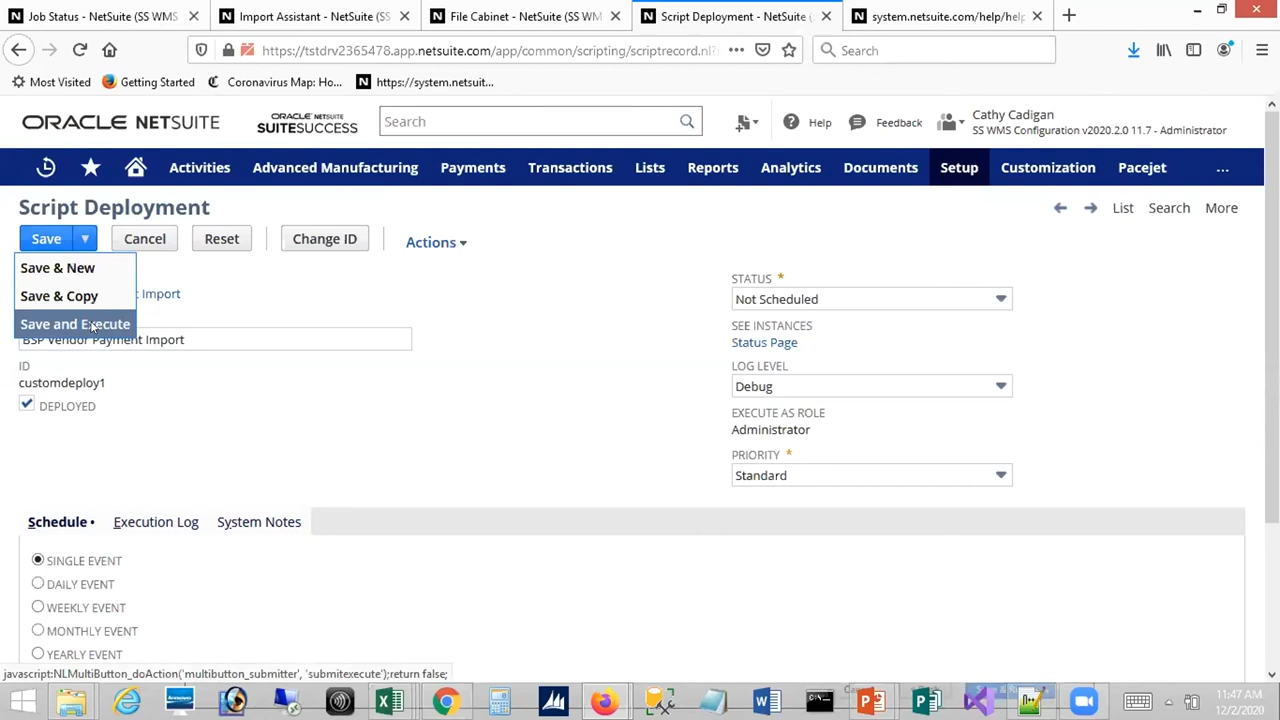 Job Status - NetSuite (SS WMS
Import Assistant - NetSuite (SS
File Cabinet - NetSuite (SS WM
Script Deployment - NetSuite (
system.netsuite.com/help/help
https://tstdrv2365478.app.netsuite.com/app/common/scripting/scriptrecord.nl?
Search
Most Visited
Getting Started
Coronavirus Map: Ho...
https://system.netsuit...
ORACLE NETSUITE
ORACLE NETSUITE
SUITESUCCESS
Search
Help
Feedback
Cathy Cadigan
SS WMS Configuration v2020.2.0 11.7 - Administrator
Activities
Advanced Manufacturing
Payments
Transactions
Lists
Reports
Analytics
Documents
Setup
Customization
Pacejet
...
Script Deployment
List
Search
More
Save
Cancel
Reset
Change ID
Actions
Save & New
Save & Copy
Save and Execute
t Import
BSP Vendor Payment Import
ID
customdeploy1
DEPLOYED
STATUS *
Not Scheduled
SEE INSTANCES
Status Page
LOG LEVEL
Debug
EXECUTE AS ROLE
Administrator
PRIORITY *
Standard
Schedule •
Execution Log
System Notes
SINGLE EVENT
DAILY EVENT
WEEKLY EVENT
MONTHLY EVENT
YEARLY EVENT
javascript:NLMultiButton_doAction('multibutton_submitter', 'submitexecute');return false;
11:47 AM
12/2/2020